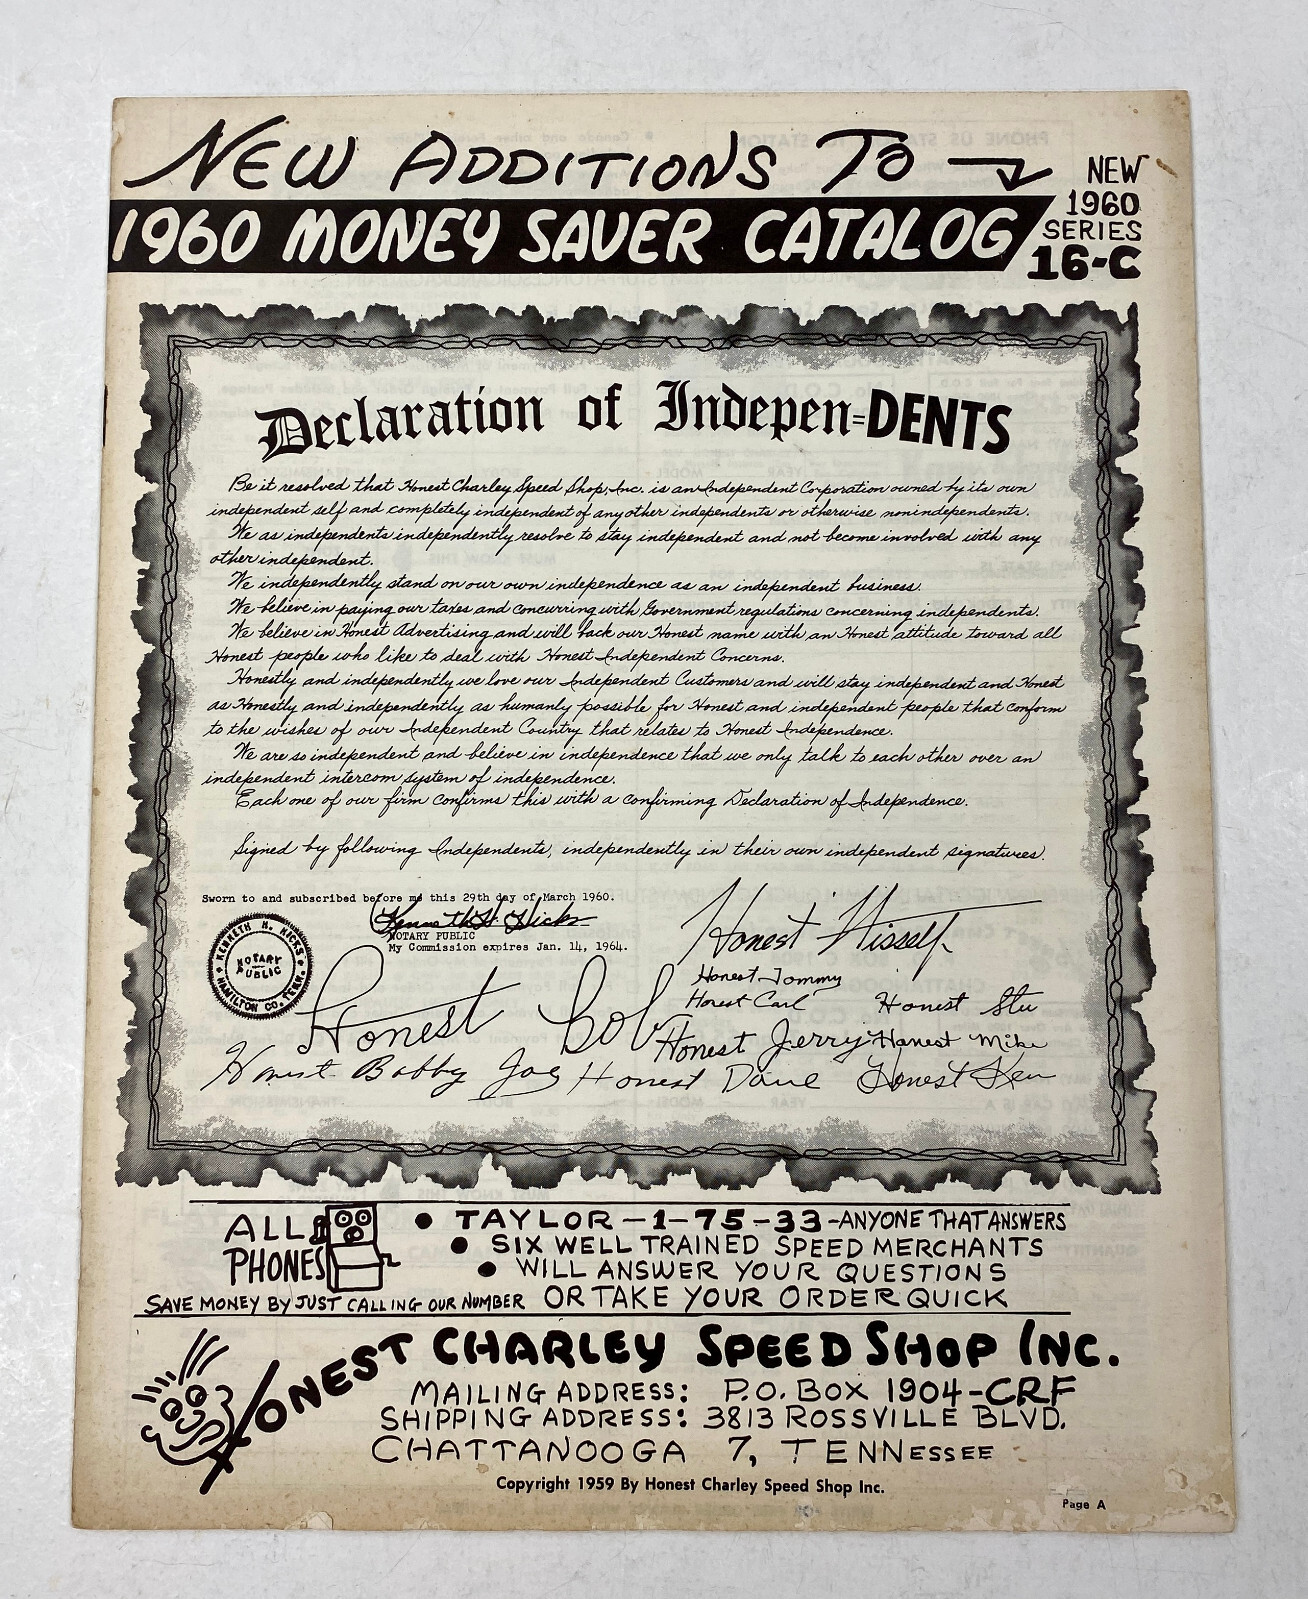 NEW ADDITIONS TO
1960 MONEY SAVER CATALOG
NEW
1960
SERIES
16-C
Declaration of Indepen=DENTS
Be it resolved that Honest Charley Speed Shop, Inc. is an Independent Corporation owned by its own
independent self and completely independent of any other independents or otherwise nonindependents.
We as independents independently resolve to stay independent and not become involved with any
other independent.
We independently stand on our own independence as an independent business.
We believe in paying our taxes and concurring with Government regulations concerning independents.
We believe in Honest Advertising and will back our Honest name with an Honest attitude toward all
Honest people who like to deal with Honest Independent Concerns.
Honestly and independently we love our Independent Customers and will stay independent and Honest
as Honestly and independently as humanly possible for Honest and independent people that conform
to the wishes of our Independent Country that relates to Honest Independence.
We are so independent and believe in independence that we only talk to each other over an
independent intercom system of independence.
Each one of our firm confirms this with a confirming Declaration of Independence.
Signed by following Independents, independently in their own independent signatures.
Sworn to and subscribed before me this 29th day of March 1960.
Kenneth H. Hicks
NOTARY PUBLIC
My Commission expires Jan. 14, 1964.
KENNETH H. HICKS
NOTARY
PUBLIC
HAMILTON CO. TENN.
Honest Hisself
Honest Tommy
Honest Carl
Honest Stu
Honest Bob
Honest Jerry
Honest Mike
Honest Bobby Joe
Honest Dave
Honest Ken
ALL
PHONES
• TAYLOR-1-75-33-ANYONE THAT ANSWERS
• SIX WELL TRAINED SPEED MERCHANTS
• WILL ANSWER YOUR QUESTIONS
SAVE MONEY BY JUST CALLING OUR NUMBER OR TAKE YOUR ORDER QUICK
HONEST CHARLEY SPEED SHOP INC.
MAILING ADDRESS: P.O. BOX 1904-CRF
SHIPPING ADDRESS: 3813 ROSSVILLE BLVD.
CHATTANOOGA 7, TENNESSEE
Copyright 1959 By Honest Charley Speed Shop Inc.
Page A